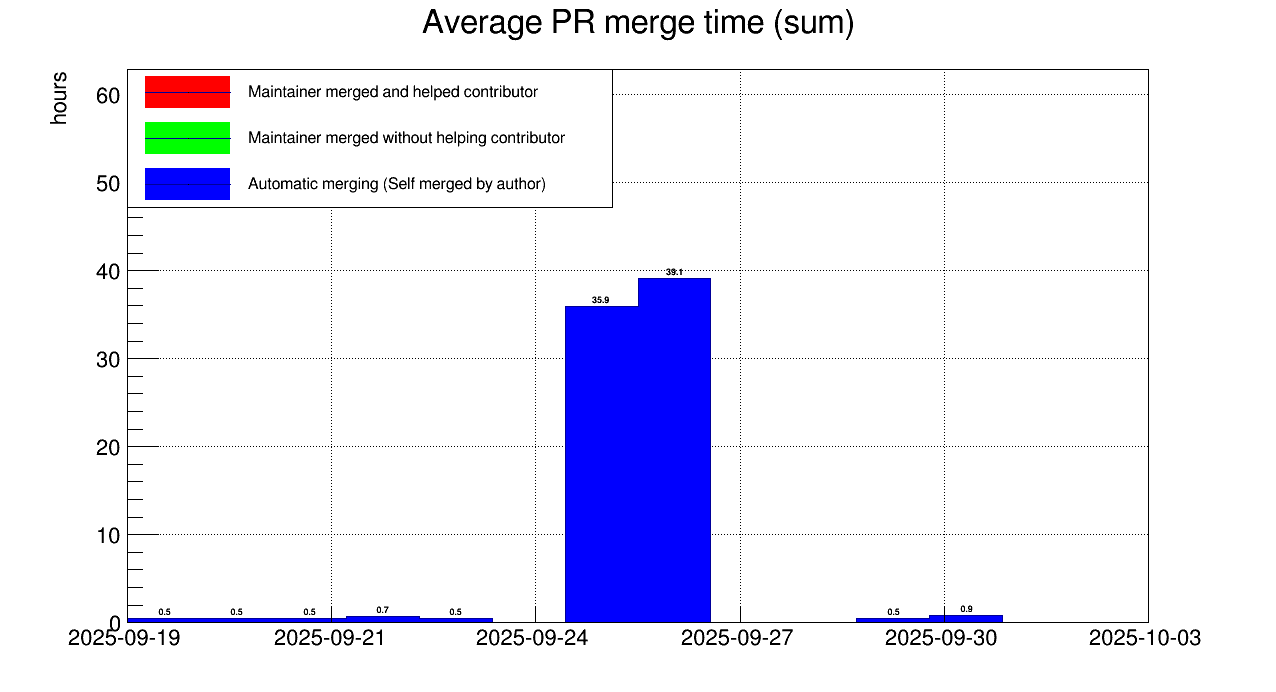 Average PR merge time (sum)
hours
Maintainer merged and helped contributor
Maintainer merged without helping contributor
Automatic merging (Self merged by author)
60
50
40
30
20
10
0
39.1
35.9
0.5 0.5 0.5 0.7 0.5 0.5 0.9
2025-09-19 2025-09-21 2025-09-24 2025-09-27 2025-09-30 2025-10-03